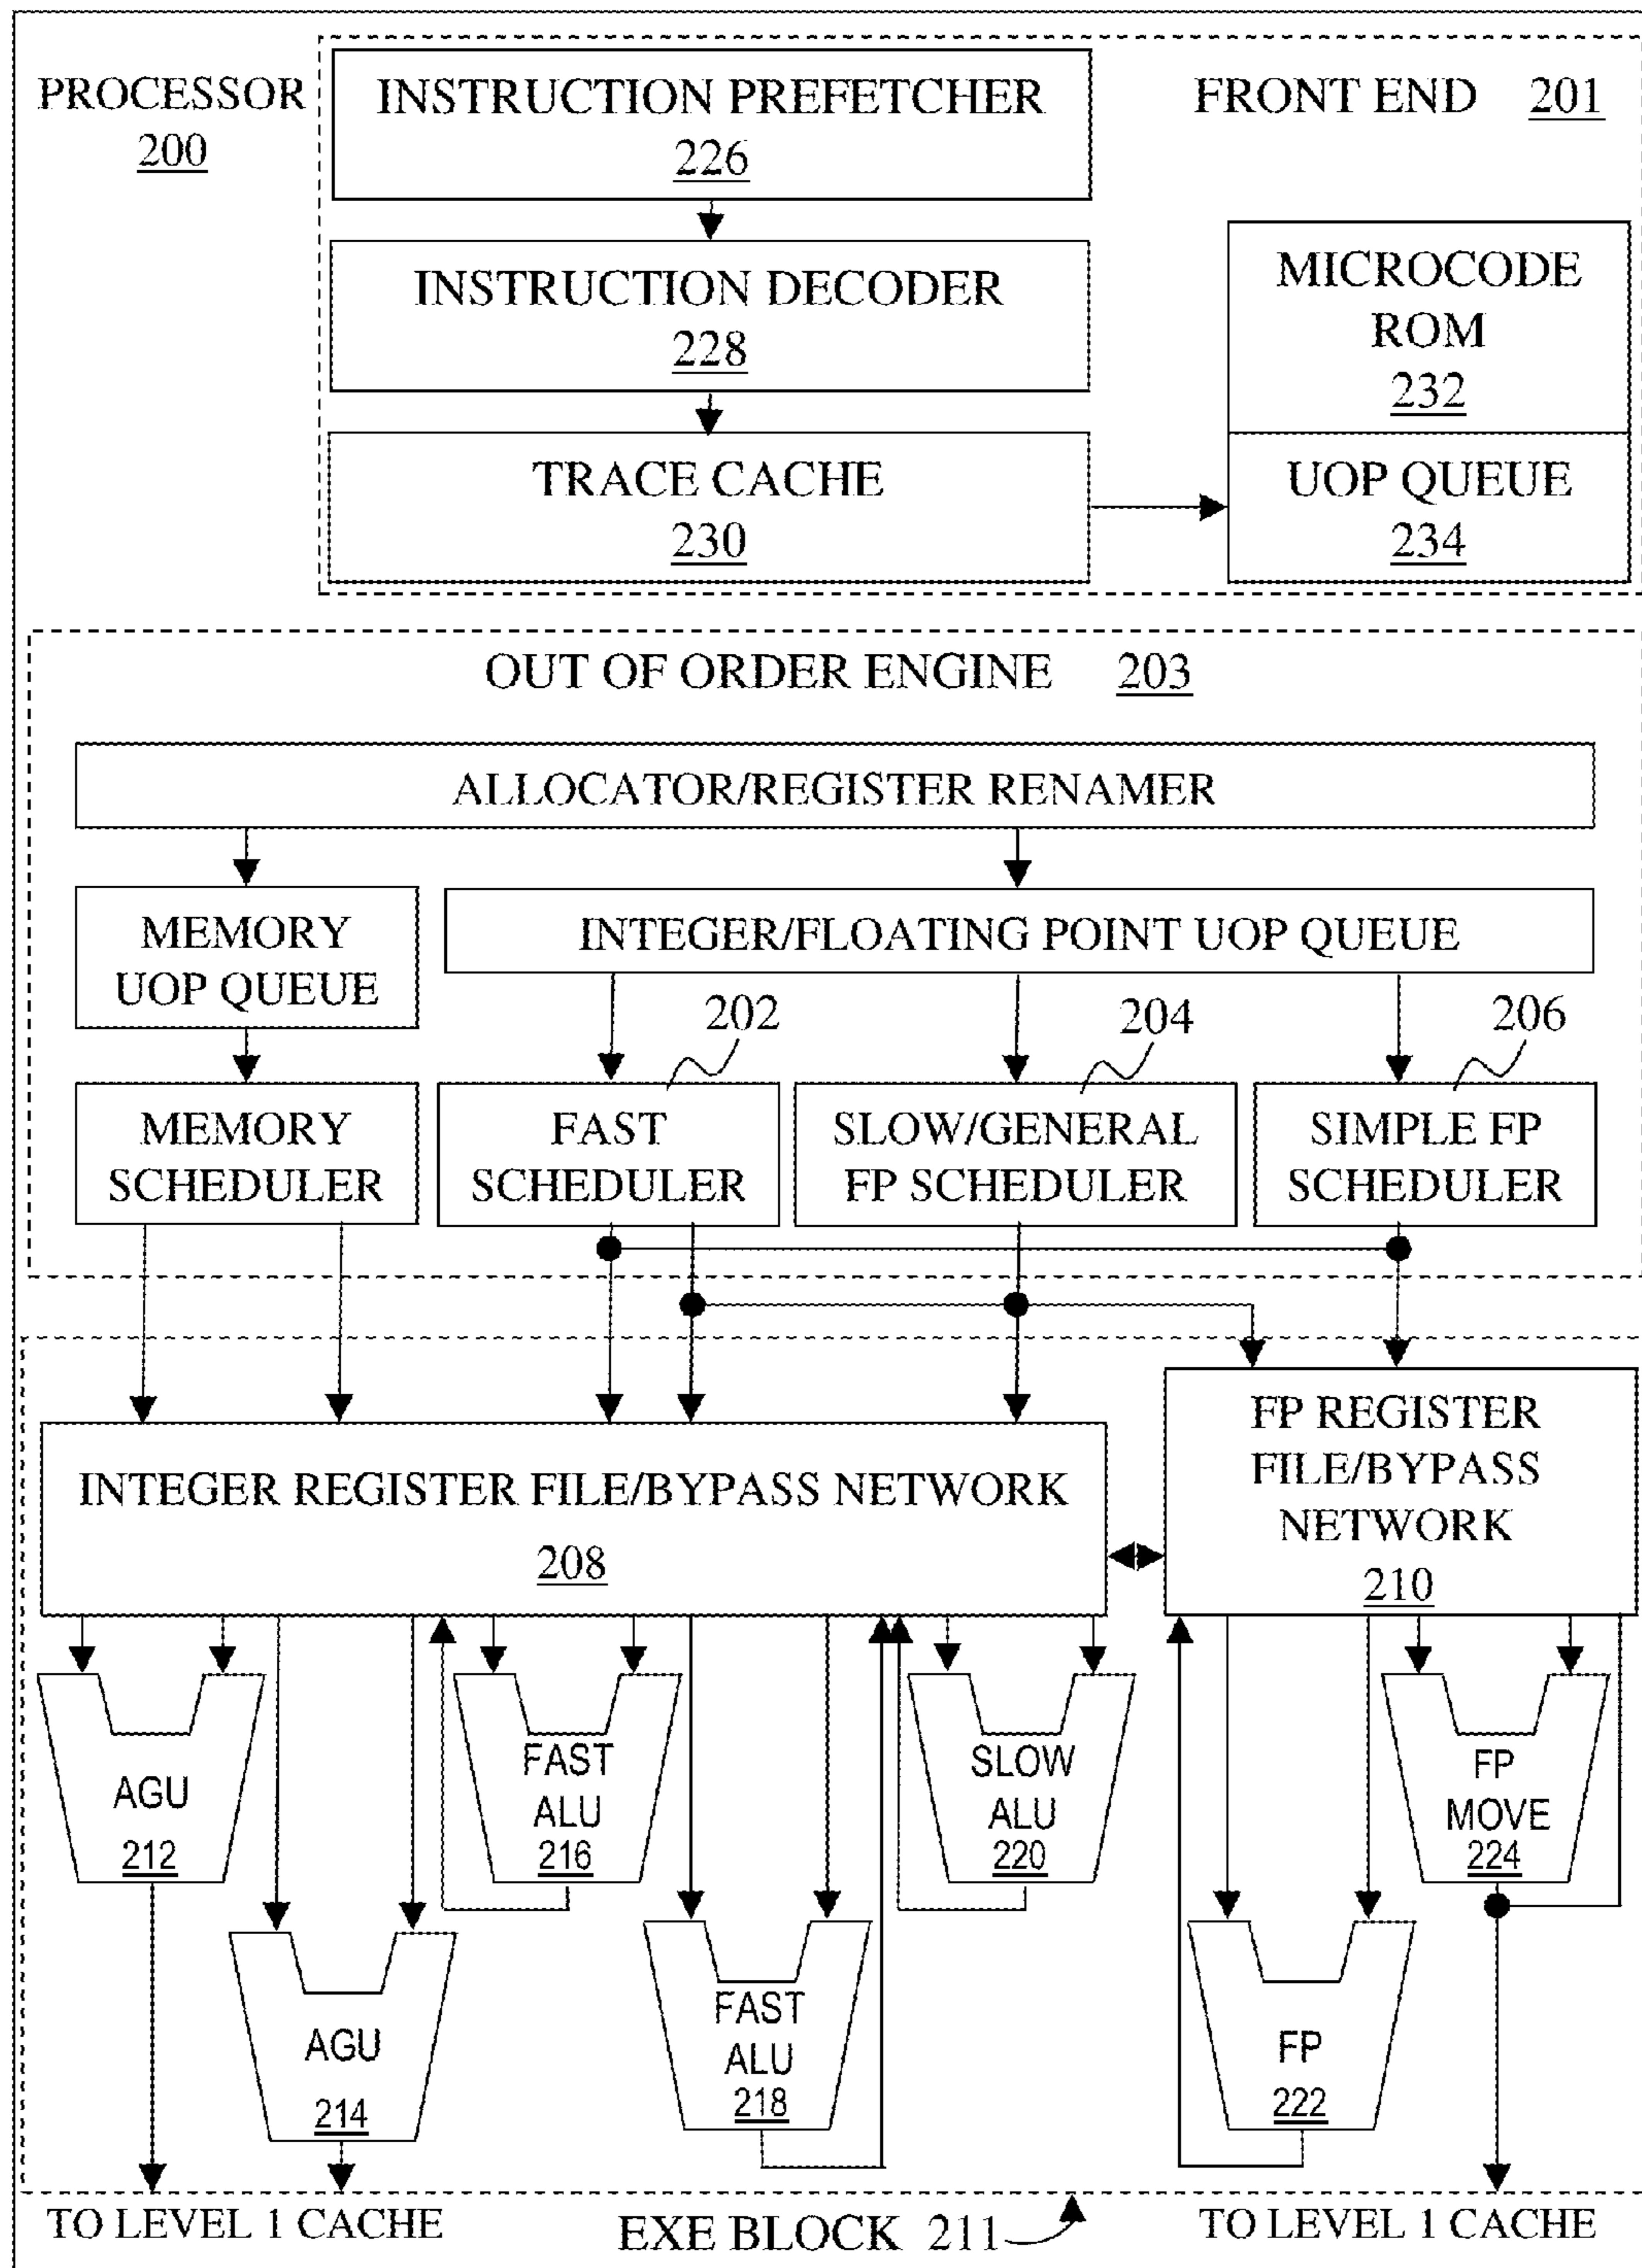 PROCESSOR
200
INSTRUCTION PREFETCHER
226
FRONT END 201
INSTRUCTION DECODER
228
MICROCODE
ROM
232
TRACE CACHE
230
UOP QUEUE
234
OUT OF ORDER ENGINE 203
ALLOCATOR/REGISTER RENAMER
MEMORY
UOP QUEUE
INTEGER/FLOATING POINT UOP QUEUE
202
204
206
MEMORY
SCHEDULER
FAST
SCHEDULER
SLOW/GENERAL
FP SCHEDULER
SIMPLE FP
SCHEDULER
INTEGER REGISTER FILE/BYPASS NETWORK
208
FP REGISTER
FILE/BYPASS
NETWORK
210
AGU
212
FAST
ALU
216
SLOW
ALU
220
FP
MOVE
224
AGU
214
FAST
ALU
218
FP
222
TO LEVEL 1 CACHE
EXE BLOCK 211
TO LEVEL 1 CACHE